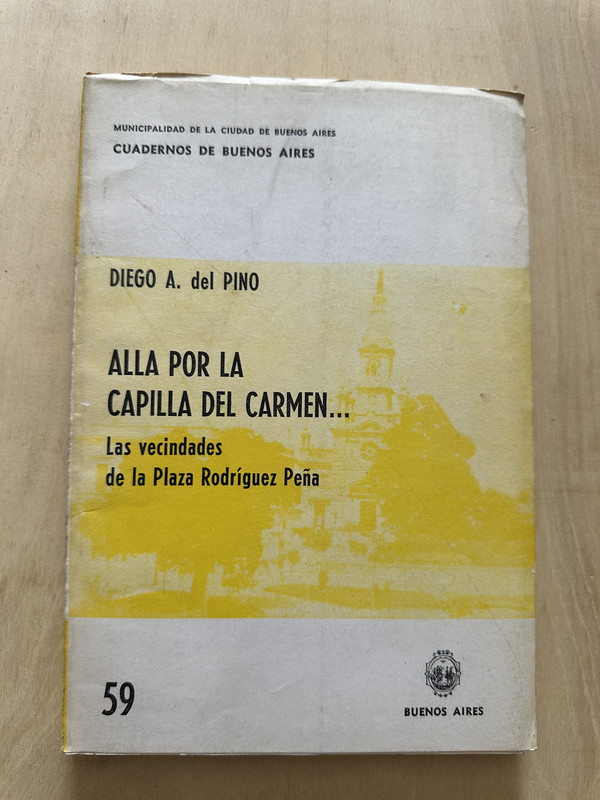 MUNICIPALIDAD DE LA CIUDAD DE BUENOS AIRES
CUADERNOS DE BUENOS AIRES
DIEGO A. del PINO
ALLA POR LA
CAPILLA DEL CARMEN...
Las vecindades
de la Plaza Rodríguez Peña
59
BUENOS AIRES